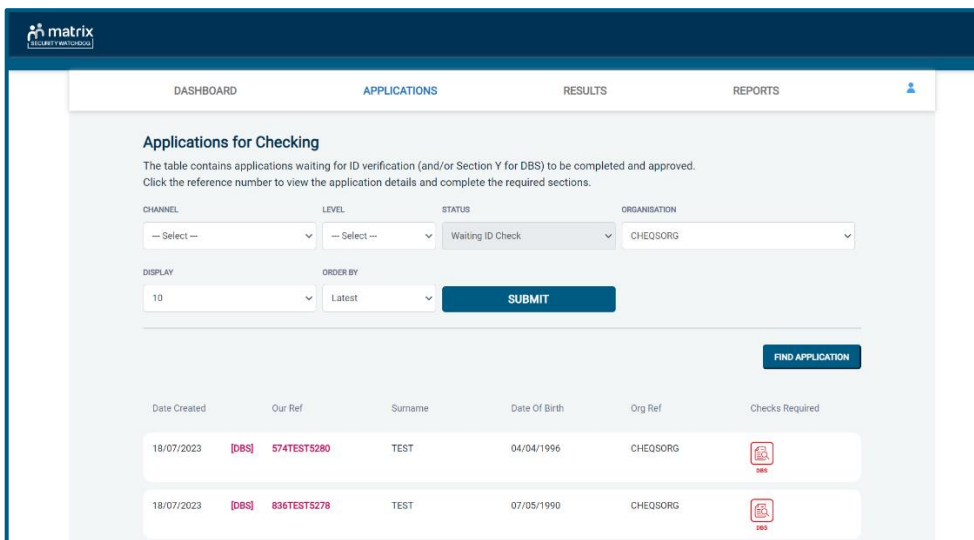 matrix
SECURITY WATCHDOG
DASHBOARD APPLICATIONS RESULTS REPORTS
Applications for Checking
The table contains applications waiting for ID verification (and/or Section Y for DBS) to be completed and approved.
Click the reference number to view the application details and complete the required sections.
CHANNEL LEVEL STATUS ORGANISATION
--- Select --- --- Select --- Waiting ID Check CHEQSORG
DISPLAY ORDER BY
10 Latest SUBMIT
FIND APPLICATION
Date Created Our Ref Surname Date Of Birth Org Ref Checks Required
18/07/2023 [DBS] 574TEST5280 TEST 04/04/1996 CHEQSORG
DBS
18/07/2023 [DBS] 836TEST5278 TEST 07/05/1990 CHEQSORG
DBS